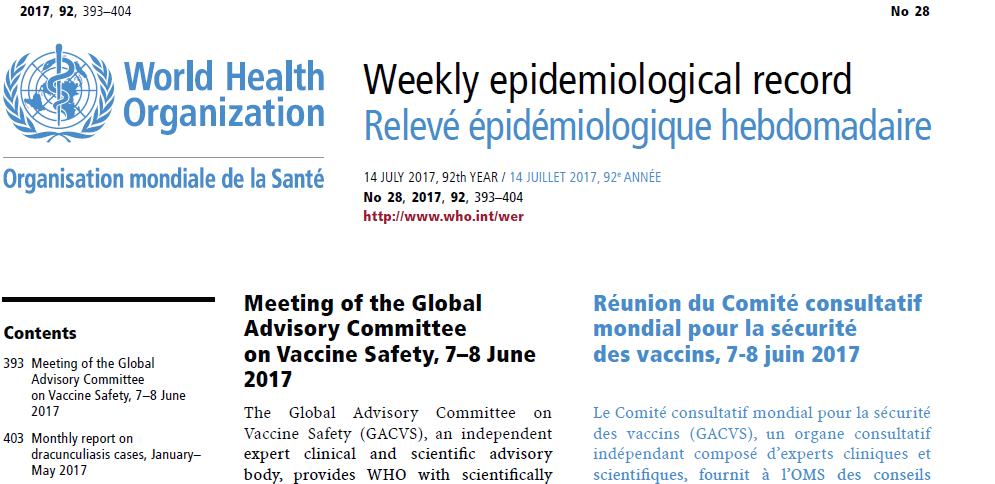 2017, 92, 393–404
No 28
World Health
Organization
Organisation mondiale de la Santé
Weekly epidemiological record
Relevé épidémiologique hebdomadaire
14 JULY 2017, 92th YEAR / 14 JUILLET 2017, 92e ANNÉE
No 28, 2017, 92, 393–404
http://www.who.int/wer
Contents
393 Meeting of the Global
Advisory Committee
on Vaccine Safety, 7–8 June
2017
403 Monthly report on
dracunculiasis cases, January–
May 2017
Meeting of the Global
Advisory Committee
on Vaccine Safety, 7–8 June
2017
The Global Advisory Committee on
Vaccine Safety (GACVS), an independent
expert clinical and scientific advisory
body, provides WHO with scientifically
Réunion du Comité consultatif
mondial pour la sécurité
des vaccins, 7-8 juin 2017
Le Comité consultatif mondial pour la sécurité
des vaccins (GACVS), un organe consultatif
indépendant composé d’experts cliniques et
scientifiques, fournit à l’OMS des conseils